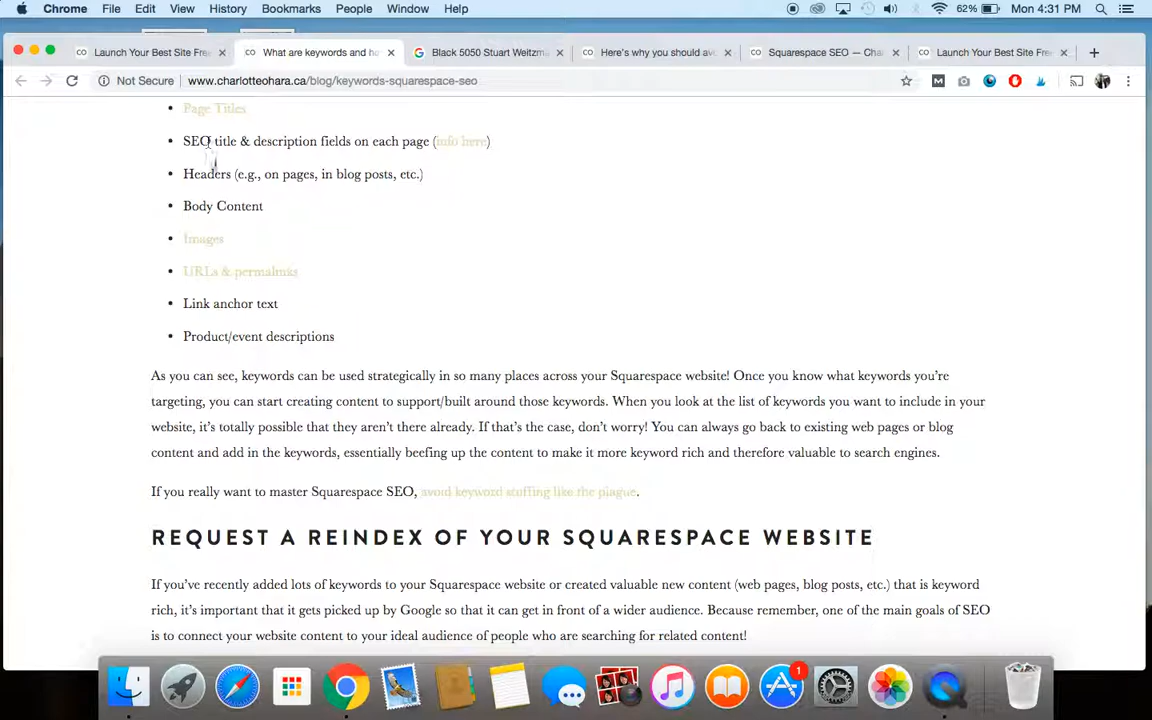 Chrome File Edit View History Bookmarks People Window Help 62% Mon 4:31 PM
Launch Your Best Site Fre
What are keywords and ho
Black 5050 Stuart Weitzma
Here's why you should avo
Squarespace SEO — Cha
Launch Your Best Site Fre
Not Secure www.charlotteohara.ca/blog/keywords-squarespace-seo
• Page Titles
• SEO title & description fields on each page (info here)
• Headers (e.g., on pages, in blog posts, etc.)
• Body Content
• Images
• URLs & permalinks
• Link anchor text
• Product/event descriptions
As you can see, keywords can be used strategically in so many places across your Squarespace website! Once you know what keywords you're
targeting, you can start creating content to support/built around those keywords. When you look at the list of keywords you want to include in your
website, it's totally possible that they aren't there already. If that's the case, don't worry! You can always go back to existing web pages or blog
content and add in the keywords, essentially beefing up the content to make it more keyword rich and therefore valuable to search engines.
If you really want to master Squarespace SEO, avoid keyword stuffing like the plague.
REQUEST A REINDEX OF YOUR SQUARESPACE WEBSITE
If you've recently added lots of keywords to your Squarespace website or created valuable new content (web pages, blog posts, etc.) that is keyword
rich, it's important that it gets picked up by Google so that it can get in front of a wider audience. Because remember, one of the main goals of SEO
is to connect your website content to your ideal audience of people who are searching for related content!
1